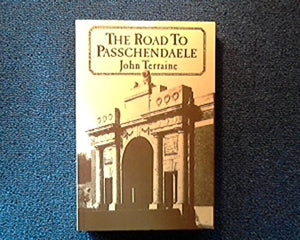 THE ROAD TO
PASSCHENDAELE
John Terraine